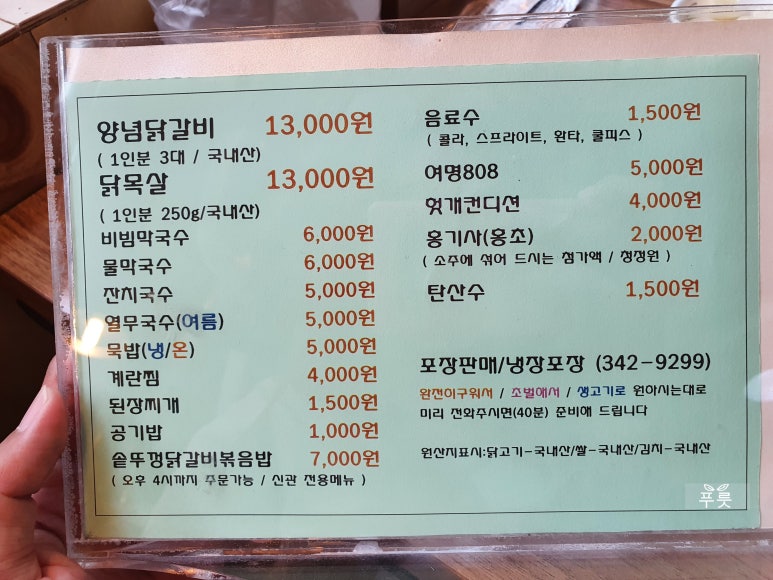 양념닭갈비 13,000원
( 1인분 3대 / 국내산)
닭목살 13,000원
( 1인분 250g/국내산)
비빔막국수 6,000원
물막국수 6,000원
잔치국수 5,000원
열무국수(여름) 5,000원
묵밥(냉/온) 5,000원
계란찜 4,000원
된장찌개 1,500원
공기밥 1,000원
솥뚜껑닭갈비볶음밥 7,000원
( 오후 4시까지 주문가능 / 신관 전용메뉴 )
음료수 1,500원
( 콜라, 스프라이트, 환타, 쿨피스 )
여명808 5,000원
헛개컨디션 4,000원
홍기사(홍초) 2,000원
( 소주에 섞어 드시는 첨가액 / 청정원 )
탄산수 1,500원
포장판매/냉장포장 (342-9299)
완전이구워서 / 초벌해서 / 생고기로 원하시는대로
미리 전화주시면(40분) 준비해 드립니다
원산지표시:닭고기-국내산/쌀-국내산/김치-국내산
푸릇